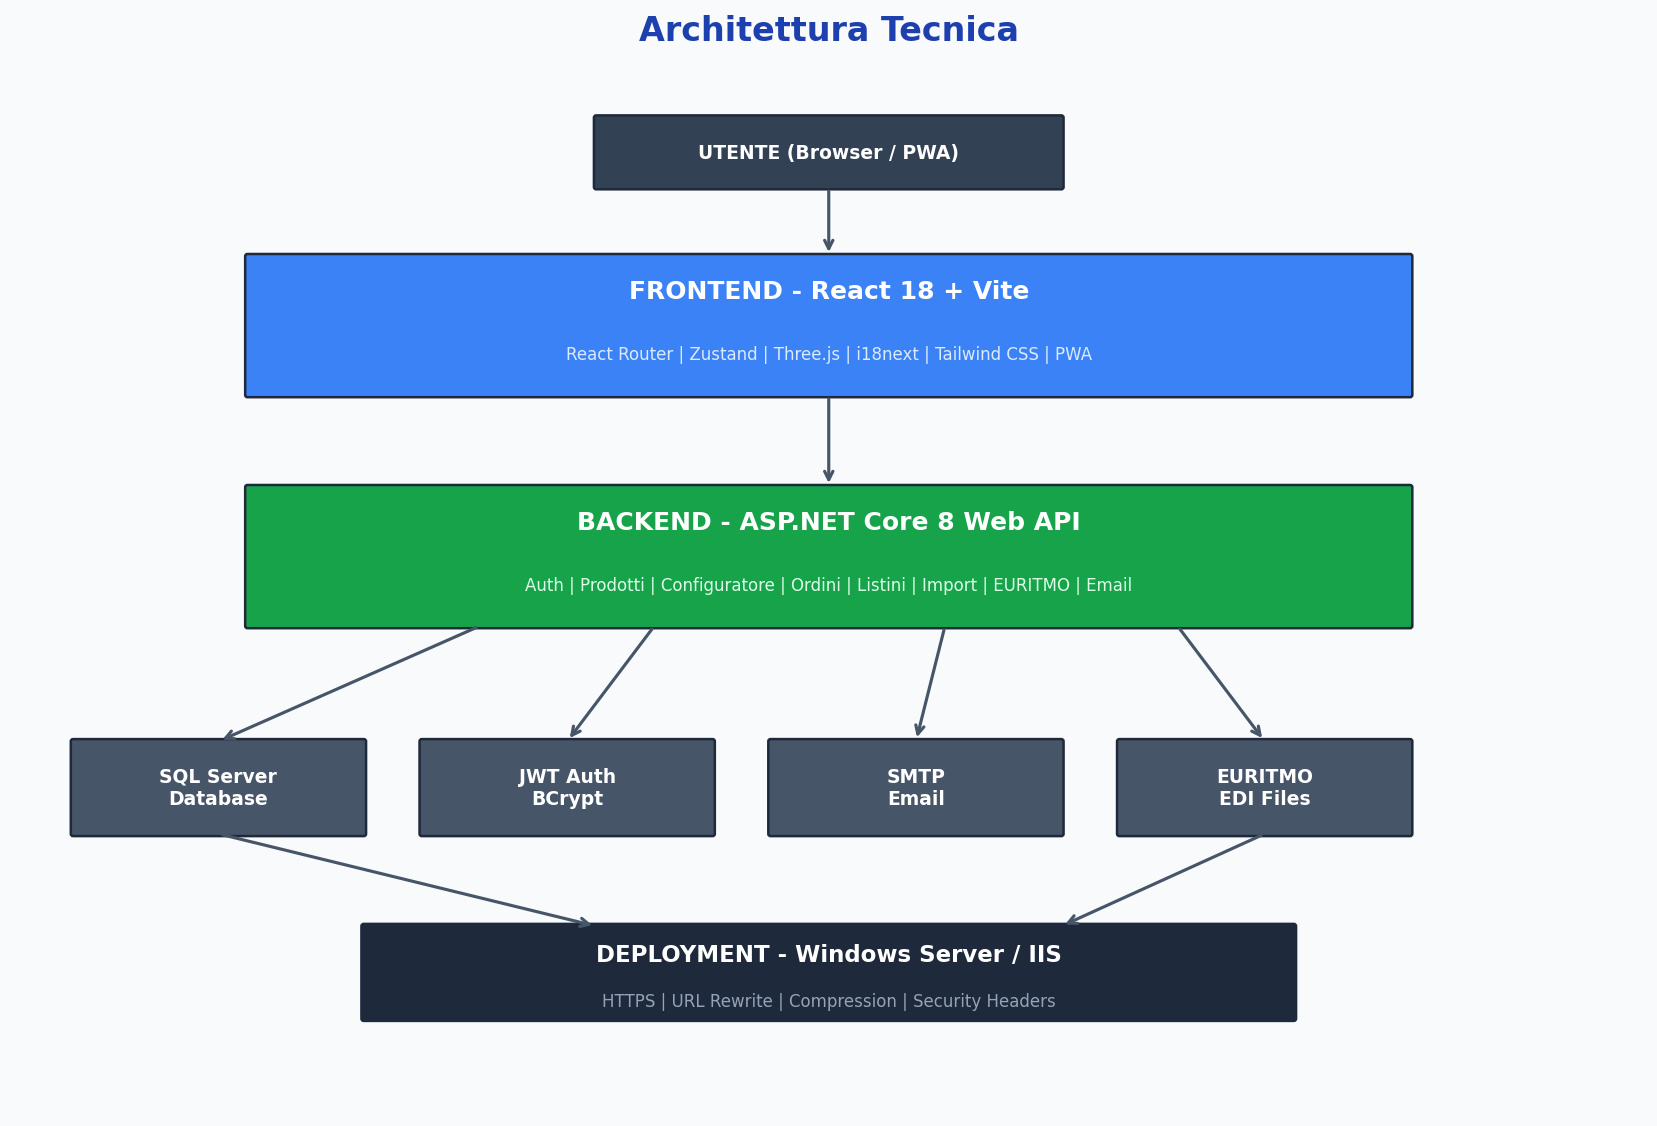 Architettura Tecnica
UTENTE (Browser / PWA)
FRONTEND - React 18 + Vite
React Router | Zustand | Three.js | i18next | Tailwind CSS | PWA
BACKEND - ASP.NET Core 8 Web API
Auth | Prodotti | Configuratore | Ordini | Listini | Import | EURITMO | Email
SQL Server
Database
JWT Auth
BCrypt
SMTP
Email
EURITMO
EDI Files
DEPLOYMENT - Windows Server / IIS
HTTPS | URL Rewrite | Compression | Security Headers